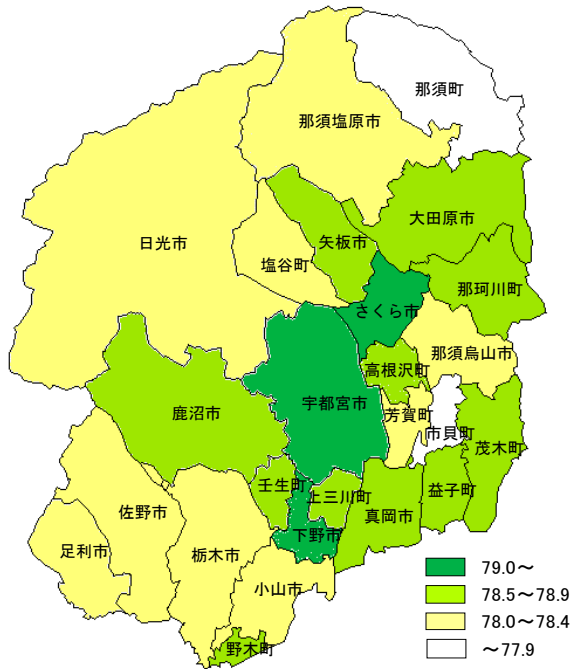 那須町
那須塩原市
大田原市
日光市
矢板市
塩谷町
那珂川町
さくら市
那須烏山市
高根沢町
宇都宮市
鹿沼市
芳賀町
市貝町
茂木町
壬生町
上三川町
益子町
真岡市
佐野市
下野市
足利市
栃木市
小山市
野木町
79.0～
78.5～78.9
78.0～78.4
～77.9